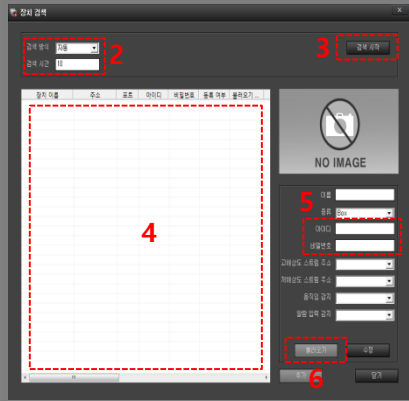 장치 검색
x
검색 방식 자동
2
3
검색 시작
검색 시간 10
장치 이름 주소 포트 아이디 비밀번호 등록 여부 불러오기 ...
NO IMAGE
4
5
이름
종류 Box
아이디
비밀번호
고해상도 스트림 주소
저해상도 스트림 주소
움직임 감지
알람 입력 감지
불러오기 수정
추가 6 닫기